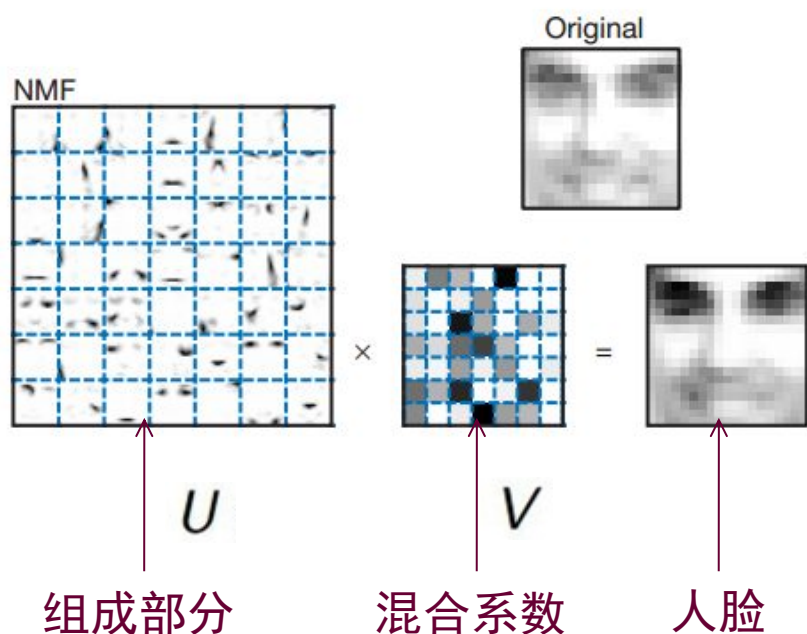 Original
NMF
× =
U V
组成部分 混合系数 人脸